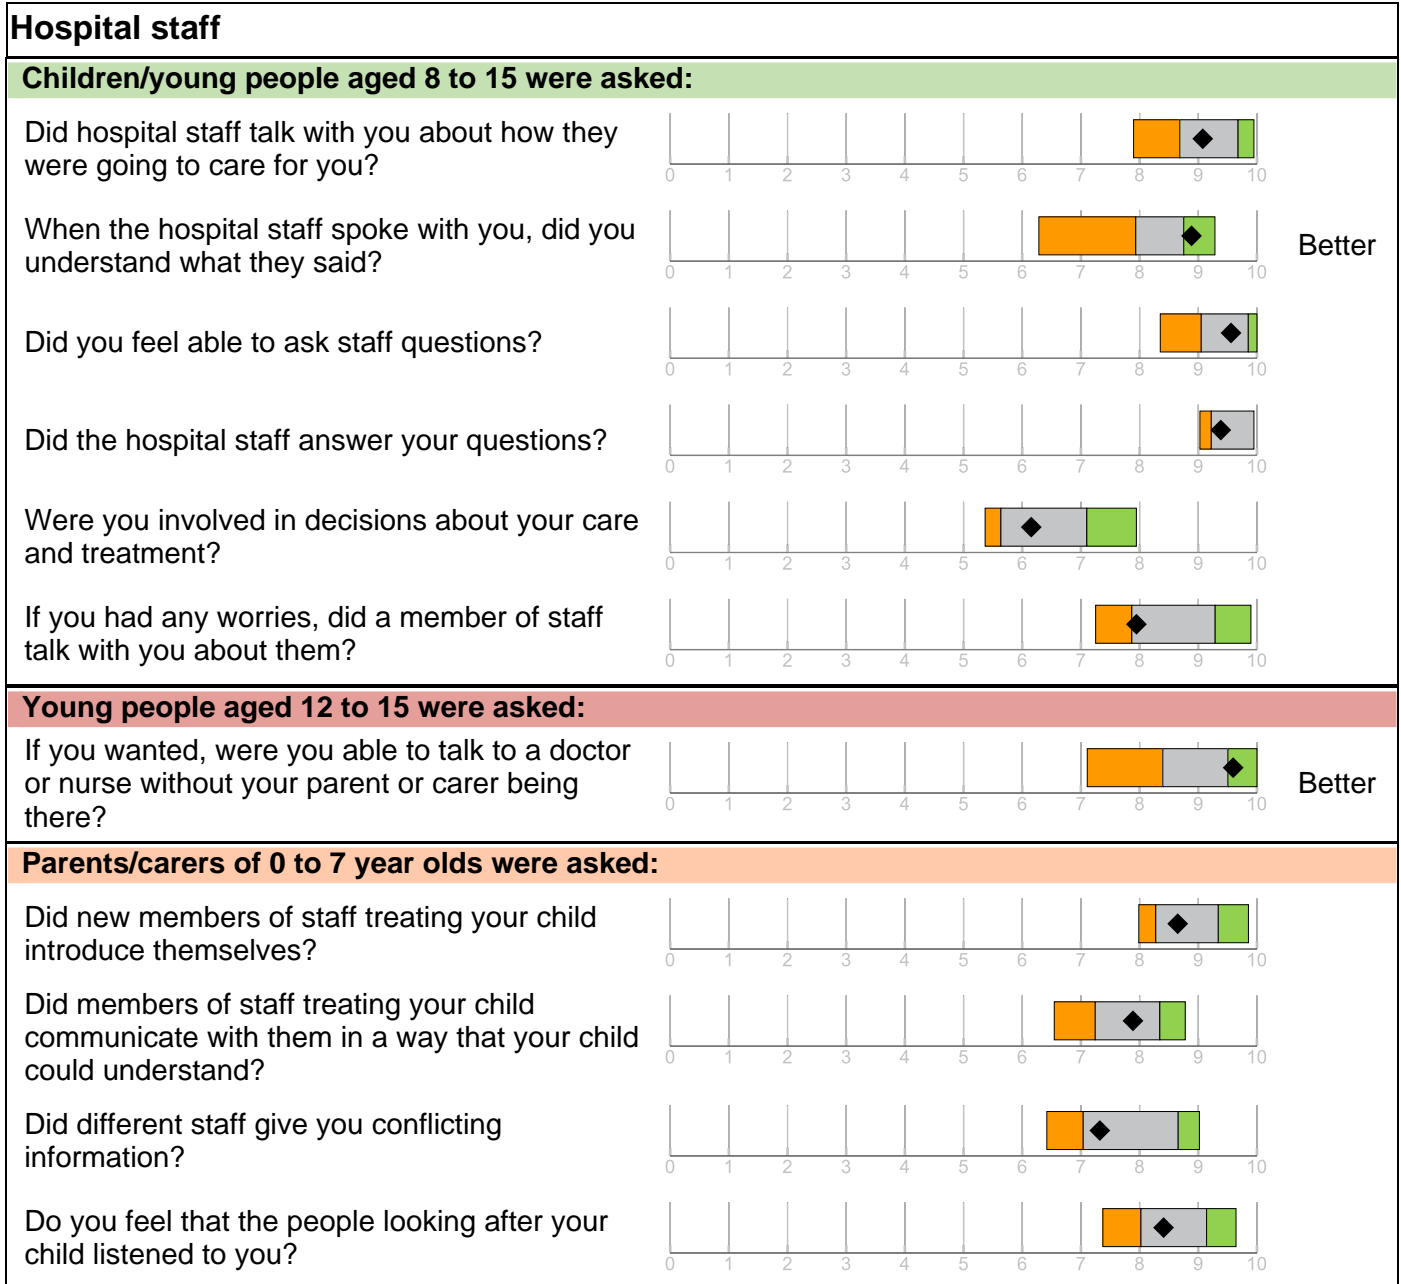 Hospital staff
Children/young people aged 8 to 15 were asked:
Did hospital staff talk with you about how they
were going to care for you?
0 1 2 3 4 5 6 7 8 9 10
When the hospital staff spoke with you, did you
understand what they said?
Better
0 1 2 3 4 5 6 7 8 9 10
Did you feel able to ask staff questions?
0 1 2 3 4 5 6 7 8 9 10
Did the hospital staff answer your questions?
0 1 2 3 4 5 6 7 8 9 10
Were you involved in decisions about your care
and treatment?
0 1 2 3 4 5 6 7 8 9 10
If you had any worries, did a member of staff
talk with you about them?
0 1 2 3 4 5 6 7 8 9 10
Young people aged 12 to 15 were asked:
If you wanted, were you able to talk to a doctor
or nurse without your parent or carer being
there?
Better
0 1 2 3 4 5 6 7 8 9 10
Parents/carers of 0 to 7 year olds were asked:
Did new members of staff treating your child
introduce themselves?
0 1 2 3 4 5 6 7 8 9 10
Did members of staff treating your child
communicate with them in a way that your child
could understand?
0 1 2 3 4 5 6 7 8 9 10
Did different staff give you conflicting
information?
0 1 2 3 4 5 6 7 8 9 10
Do you feel that the people looking after your
child listened to you?
0 1 2 3 4 5 6 7 8 9 10